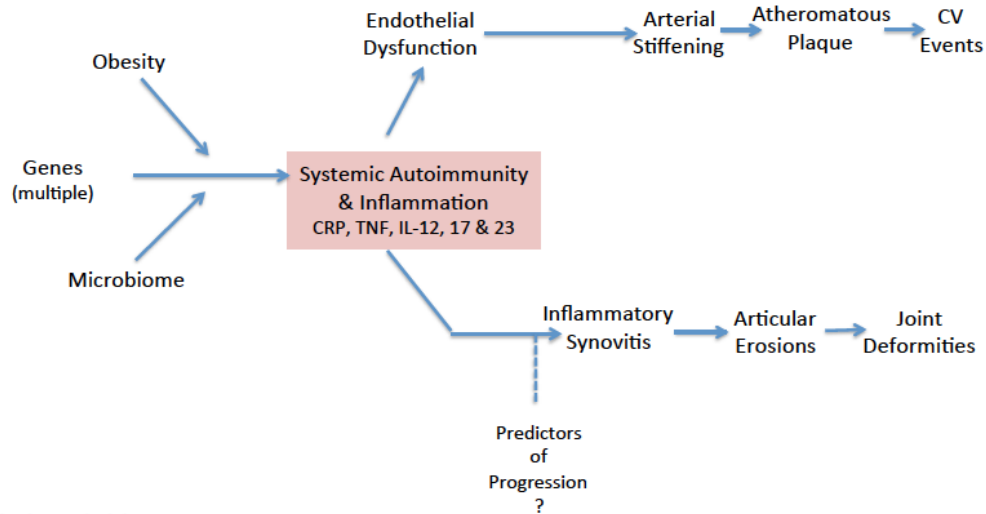 Endothelial
Dysfunction
Arterial
Stiffening
Atheromatous
Plaque
CV
Events
Obesity
Genes
(multiple)
Microbiome
Systemic Autoimmunity
& Inflammation
CRP, TNF, IL-12, 17 & 23
Inflammatory
Synovitis
Articular
Erosions
Joint
Deformities
Predictors
of
Progression
?